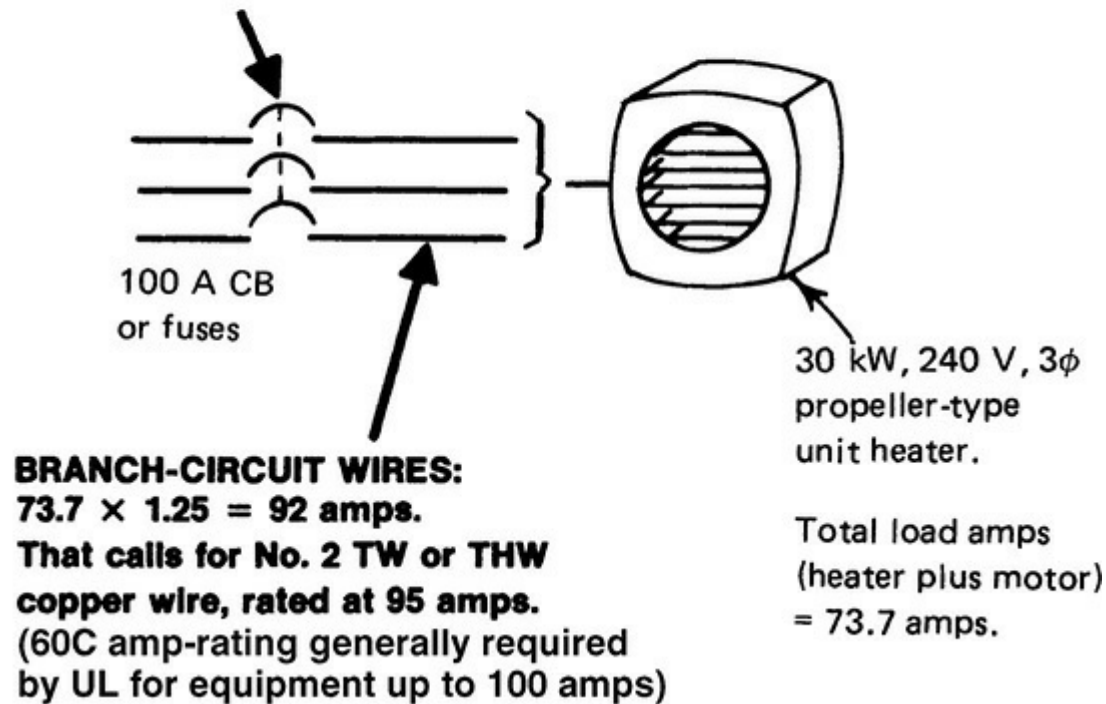 100 A CB
or fuses
30 kW, 240 V, 3ϕ
propeller-type
unit heater.
Total load amps
(heater plus motor)
= 73.7 amps.
BRANCH-CIRCUIT WIRES:
73.7 × 1.25 = 92 amps.
That calls for No. 2 TW or THW
copper wire, rated at 95 amps.
(60C amp-rating generally required
by UL for equipment up to 100 amps)